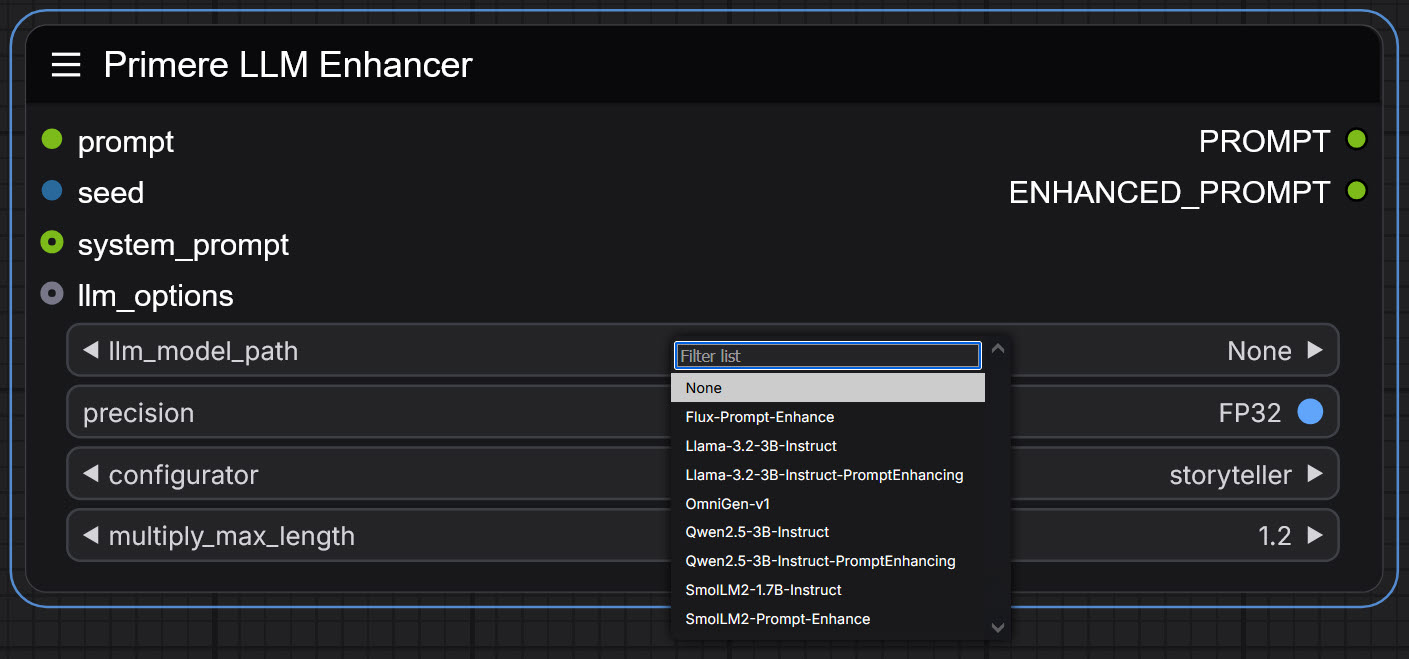 Primere LLM Enhancer
prompt
PROMPT
seed
ENHANCED_PROMPT
system_prompt
llm_options
llm_model_path
None
precision
FP32
configurator
storyteller
multiply_max_length
1.2
Filter list
None
Flux-Prompt-Enhance
Llama-3.2-3B-Instruct
Llama-3.2-3B-Instruct-PromptEnhancing
OmniGen-v1
Qwen2.5-3B-Instruct
Qwen2.5-3B-Instruct-PromptEnhancing
SmolLM2-1.7B-Instruct
SmolLM2-Prompt-Enhance